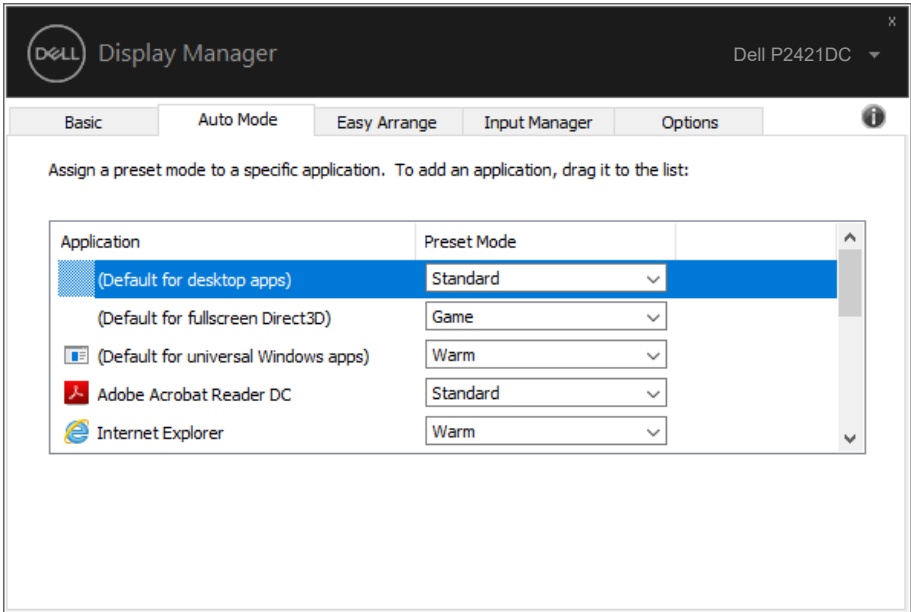 x
DELL Display Manager Dell P2421DC
Basic Auto Mode Easy Arrange Input Manager Options
Assign a preset mode to a specific application. To add an application, drag it to the list:
Application Preset Mode
(Default for desktop apps) Standard
(Default for fullscreen Direct3D) Game
(Default for universal Windows apps) Warm
Adobe Acrobat Reader DC Standard
Internet Explorer Warm